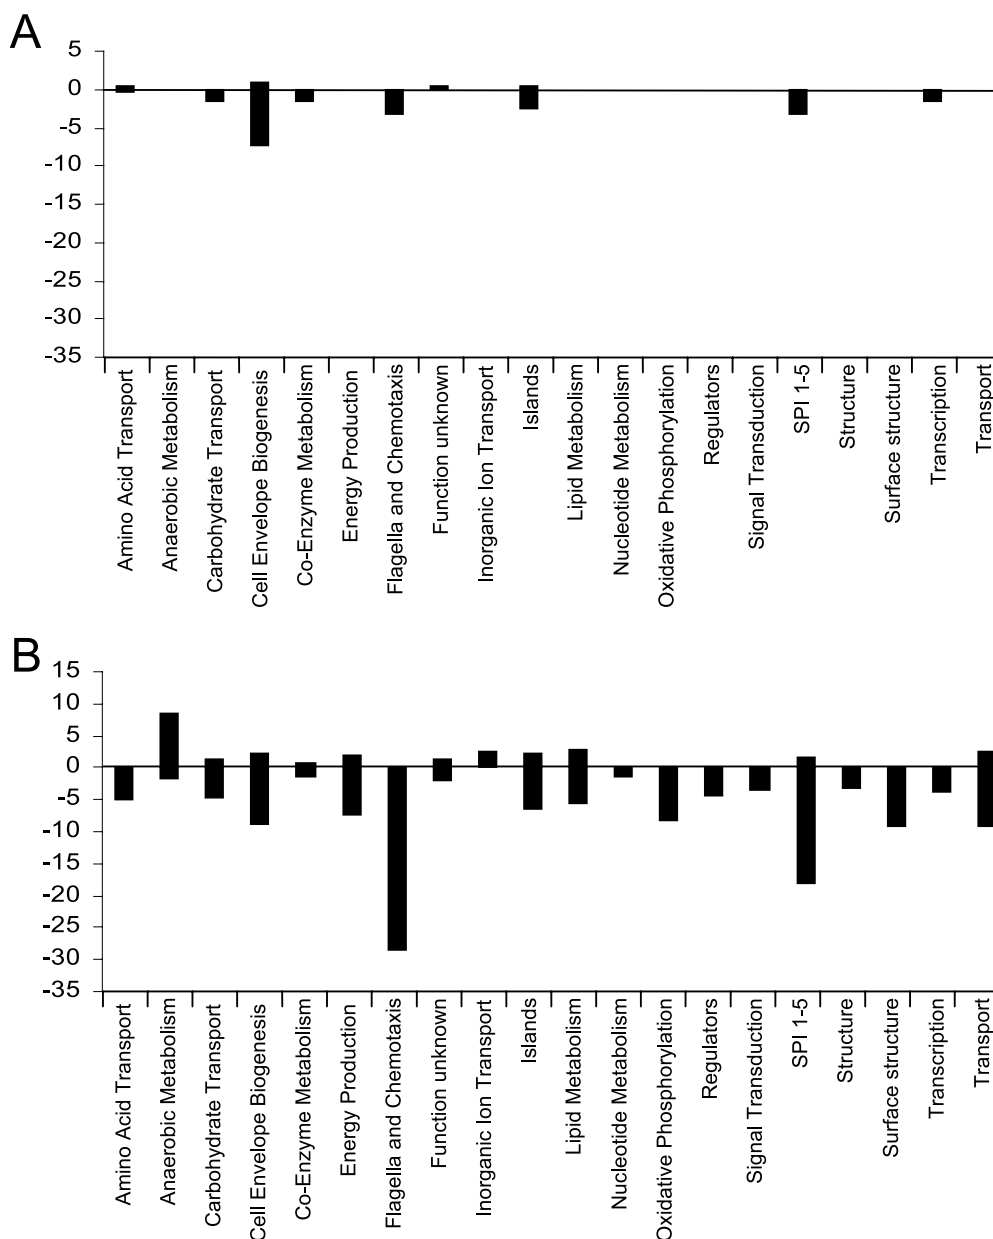 A
5
0
-5
-10
-15
-20
-25
-30
-35
Amino Acid Transport
Anaerobic Metabolism
Carbohydrate Transport
Cell Envelope Biogenesis
Co-Enzyme Metabolism
Energy Production
Flagella and Chemotaxis
Function unknown
Inorganic Ion Transport
Islands
Lipid Metabolism
Nucleotide Metabolism
Oxidative Phosphorylation
Regulators
Signal Transduction
SPI 1-5
Structure
Surface structure
Transcription
Transport
B
15
10
5
0
-5
-10
-15
-20
-25
-30
-35
Amino Acid Transport
Anaerobic Metabolism
Carbohydrate Transport
Cell Envelope Biogenesis
Co-Enzyme Metabolism
Energy Production
Flagella and Chemotaxis
Function unknown
Inorganic Ion Transport
Islands
Lipid Metabolism
Nucleotide Metabolism
Oxidative Phosphorylation
Regulators
Signal Transduction
SPI 1-5
Structure
Surface structure
Transcription
Transport